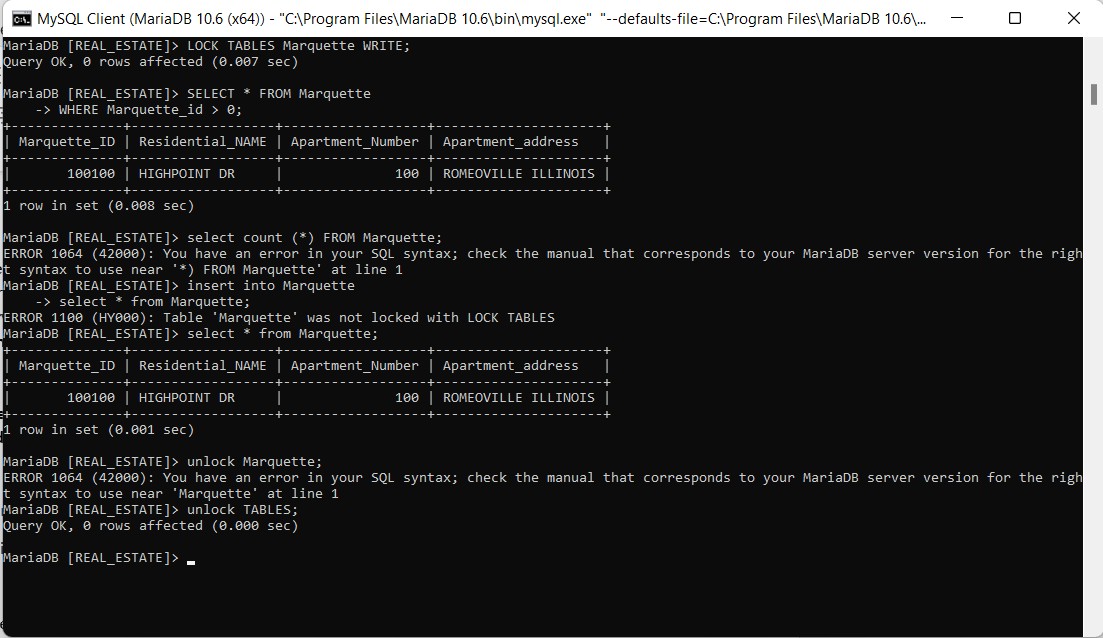 MySQL Client (MariaDB 10.6 (x64)) - "C:\Program Files\MariaDB 10.6\bin\mysql.exe" "--defaults-file=C:\Program Files\MariaDB 10.6\...
MariaDB [REAL_ESTATE]> LOCK TABLES Marquette WRITE;
Query OK, 0 rows affected (0.007 sec)
MariaDB [REAL_ESTATE]> SELECT * FROM Marquette
    -> WHERE Marquette_id > 0;
+--------------+------------------+------------------+---------------------+
| Marquette_ID | Residential_NAME | Apartment_Number | Apartment_address   |
+--------------+------------------+------------------+---------------------+
|       100100 | HIGHPOINT DR     |              100 | ROMEOVILLE ILLINOIS |
+--------------+------------------+------------------+---------------------+
1 row in set (0.008 sec)
MariaDB [REAL_ESTATE]> select count (*) FROM Marquette;
ERROR 1064 (42000): You have an error in your SQL syntax; check the manual that corresponds to your MariaDB server version for the righ
t syntax to use near '*) FROM Marquette' at line 1
MariaDB [REAL_ESTATE]> insert into Marquette
    -> select * from Marquette;
ERROR 1100 (HY000): Table 'Marquette' was not locked with LOCK TABLES
MariaDB [REAL_ESTATE]> select * from Marquette;
+--------------+------------------+------------------+---------------------+
| Marquette_ID | Residential_NAME | Apartment_Number | Apartment_address   |
+--------------+------------------+------------------+---------------------+
|       100100 | HIGHPOINT DR     |              100 | ROMEOVILLE ILLINOIS |
+--------------+------------------+------------------+---------------------+
1 row in set (0.001 sec)
MariaDB [REAL_ESTATE]> unlock Marquette;
ERROR 1064 (42000): You have an error in your SQL syntax; check the manual that corresponds to your MariaDB server version for the righ
t syntax to use near 'Marquette' at line 1
MariaDB [REAL_ESTATE]> unlock TABLES;
Query OK, 0 rows affected (0.000 sec)
MariaDB [REAL_ESTATE]>